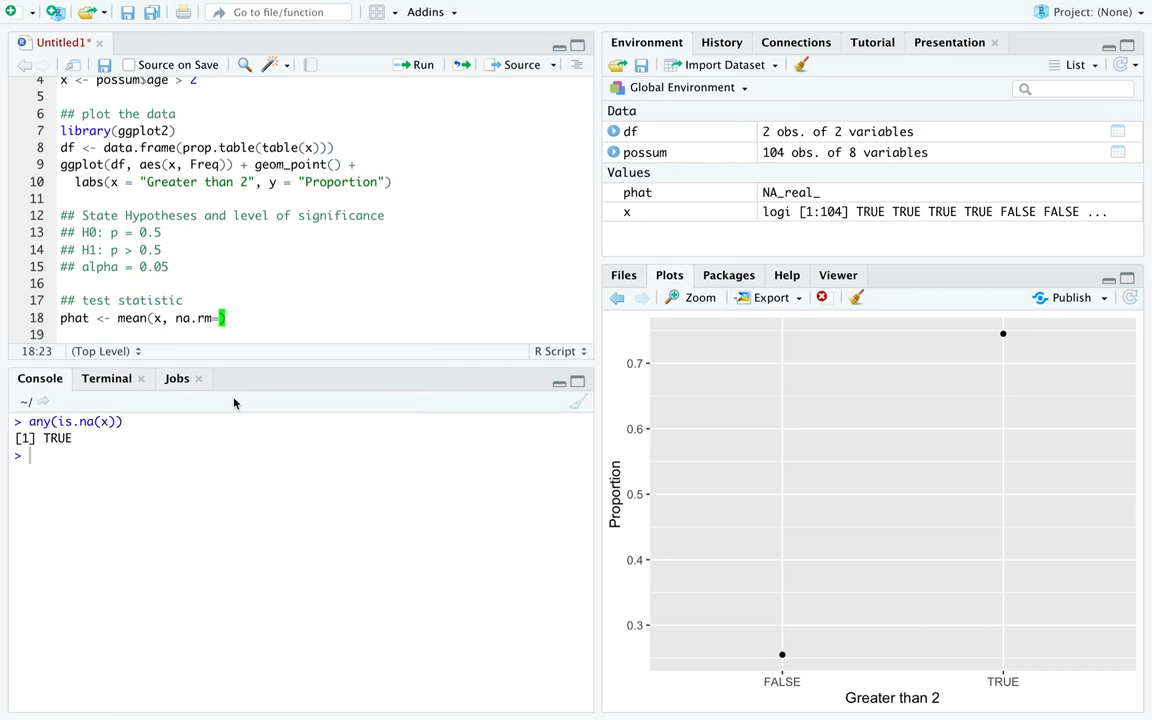 Go to file/function
Addins
Project: (None)
Untitled1*
Source on Save
Run
Source
4 x <- possum$age > 2
5
6 ## plot the data
7 library(ggplot2)
8 df <- data.frame(prop.table(table(x)))
9 ggplot(df, aes(x, Freq)) + geom_point() +
10 labs(x = "Greater than 2", y = "Proportion")
11
12 ## State Hypotheses and level of significance
13 ## H0: p = 0.5
14 ## H1: p > 0.5
15 ## alpha = 0.05
16
17 ## test statistic
18 phat <- mean(x, na.rm=)
19
18:23 (Top Level) R Script
Console Terminal Jobs
~/
> any(is.na(x))
[1] TRUE
>
Environment History Connections Tutorial Presentation
Import Dataset List
Global Environment
Data
df 2 obs. of 2 variables
possum 104 obs. of 8 variables
Values
phat NA_real_
x logi [1:104] TRUE TRUE TRUE TRUE FALSE FALSE ...
Files Plots Packages Help Viewer
Zoom Export Publish
0.7
0.6
0.5
0.4
0.3
Proportion
FALSE TRUE
Greater than 2